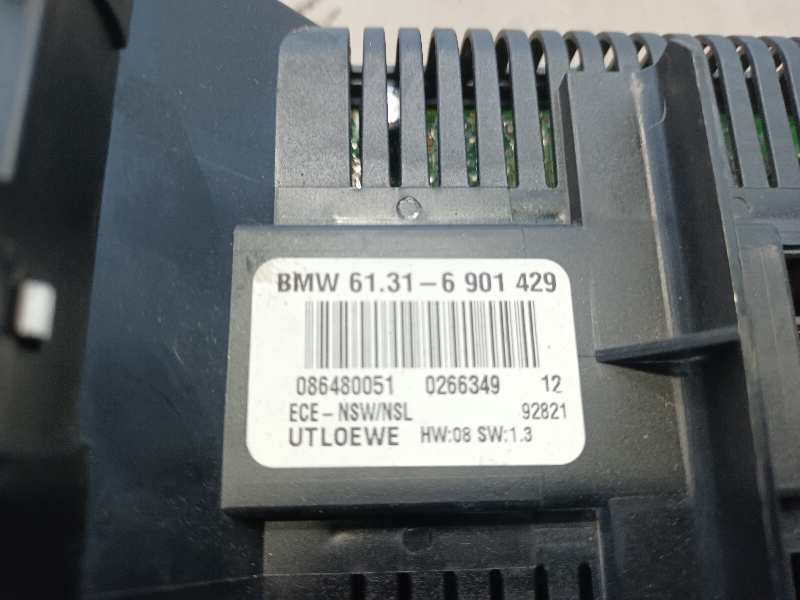 BMW 61.31-6 901 429
086480051 0266349 12
ECE-NSW/NSL 92821
UTLOEWE HW:08 SW:1.3